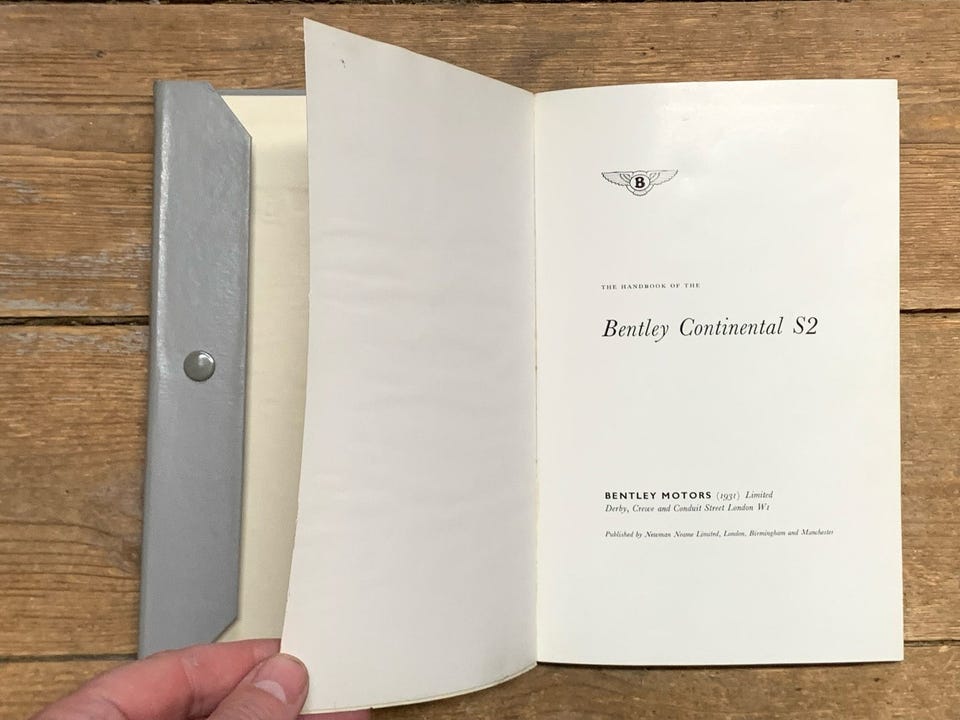 B
THE HANDBOOK OF THE
Bentley Continental S2
BENTLEY MOTORS (1931) Limited
Derby, Crewe and Conduit Street London W1
Published by Newman Neame Limited, London, Birmingham and Manchester